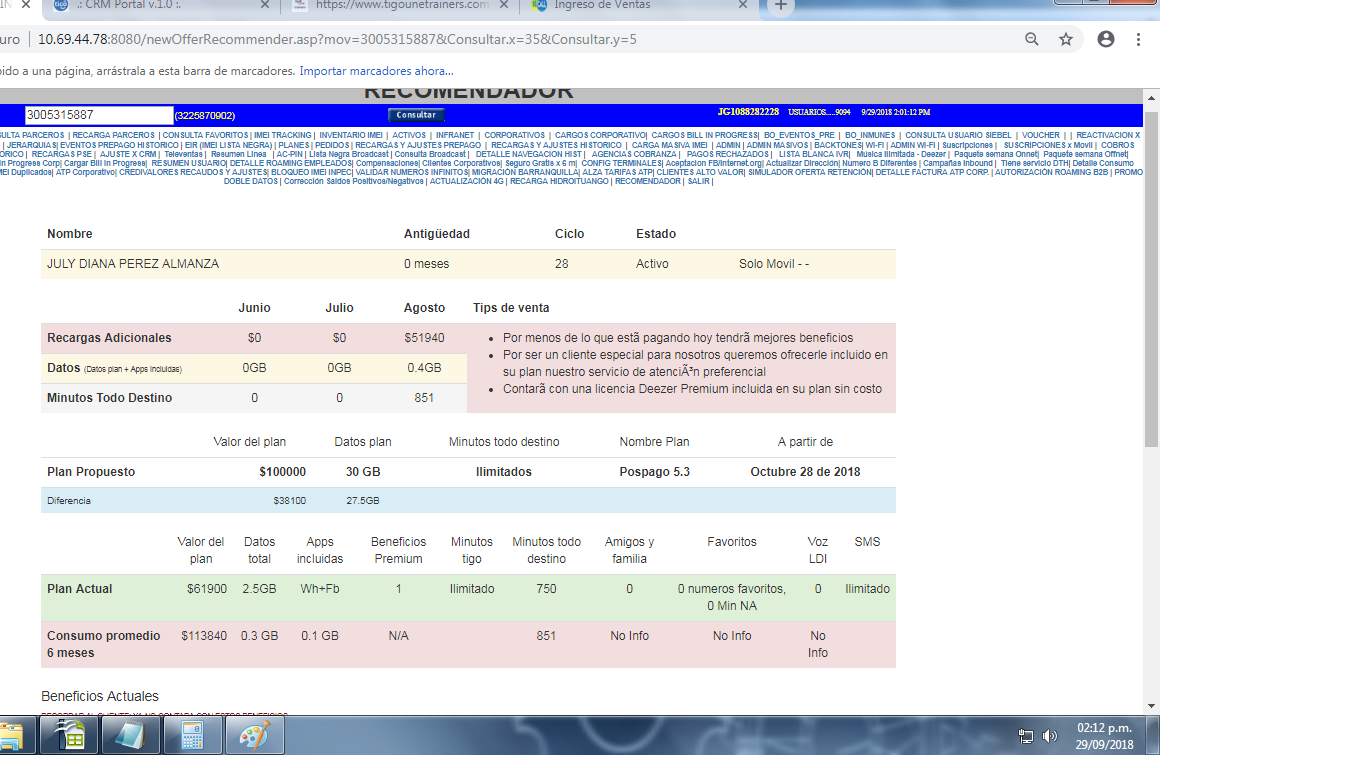 .: CRM Portal v.1.0 :. https://www.tigounetrainers.com Ingreso de Ventas
uro 10.69.44.78:8080/newOfferRecommender.asp?mov=3005315887&Consultar.x=35&Consultar.y=5
bido a una página, arrástrala a esta barra de marcadores. Importar marcadores ahora...
RECOMENDADOR
3005315887 (3225870902) Consultar JG1088282228 USUARIOS....9094 9/29/2018 2:01:12 PM
SULTA PARCEROS | RECARGA PARCEROS | CONSULTA FAVORITOS | IMEI TRACKING | INVENTARIO IMEI | ACTIVOS | INFRANET | CORPORATIVOS | CARGOS CORPORATIVO| CARGOS BILL IN PROGRESS| BO_EVENTOS_PRE | BO_INMUNES | CONSULTA USUARIO SIEBEL | VOUCHER | | REACTIVACION X
| JERARQUIA| EVENTOS PREPAGO HISTORICO | EIR (IMEI LISTA NEGRA) | PLANES | PEDIDOS | RECARGAS Y AJUSTES PREPAGO | RECARGAS Y AJUSTES HISTORICO | CARGA MASIVA IMEI | ADMIN | ADMIN MASIVOS | BACKTONES| WI-FI | ADMIN WI-FI | Suscripciones | SUSCRIPCIONES x Movil | COBROS
ORICO | RECARGAS PSE | AJUSTE X CRM | Televentas | Resumen Linea | AC-PIN | Lista Negra Broadcast | Consulta Broadcast | DETALLE NAVEGACION HIST | AGENCIAS COBRANZA | PAGOS RECHAZADOS | LISTA BLANCA IVR| Musica Ilimitada - Deezer | Paquete semana Onnet| Paquete semana Offnet|
In Progress Corp| Cargar Bill In Progress| RESUMEN USUARIO| DETALLE ROAMING EMPLEADOS| Compensaciones| Clientes Corporativos| Seguro Gratis x 6 m| CONFIG TERMINALES| Aceptacion FB/Internet.org| Actualizar Dirección| Numero B Diferentes | Campañas Inbound | Tiene servicio DTH| Detalle Consumo
MEI Duplicados| ATP Corporativo| CREDIVALORES RECAUDOS Y AJUSTES| BLOQUEO IMEI INPEC| VALIDAR NUMEROS INFINITOS| MIGRACIÓN BARRANQUILLA| ALZA TARIFAS ATP| CLIENTES ALTO VALOR| SIMULADOR OFERTA RETENCIÓN| DETALLE FACTURA ATP CORP. | AUTORIZACIÓN ROAMING B2B | PROMO
DOBLE DATOS | Corrección Saldos Positivos/Negativos | ACTUALIZACIÓN 4G | RECARGA HIDROITUANGO | RECOMENDADOR | SALIR |
Nombre Antigüedad Ciclo Estado
JULY DIANA PEREZ ALMANZA 0 meses 28 Activo Solo Movil - -
Junio Julio Agosto Tips de venta
Recargas Adicionales $0 $0 $51940
Datos (Datos plan + Apps incluidas) 0GB 0GB 0.4GB
Minutos Todo Destino 0 0 851
• Por menos de lo que estã pagando hoy tendrã mejores beneficios
• Por ser un cliente especial para nosotros queremos ofrecerle incluido en
su plan nuestro servicio de atenciÃ³n preferencial
• Contarã con una licencia Deezer Premium incluida en su plan sin costo
Valor del plan Datos plan Minutos todo destino Nombre Plan A partir de
Plan Propuesto $100000 30 GB Ilimitados Pospago 5.3 Octubre 28 de 2018
Diferencia $38100 27.5GB
Valor del Datos Apps Beneficios Minutos Minutos todo Amigos y Favoritos Voz SMS
plan total incluidas Premium tigo destino familia LDI
Plan Actual $61900 2.5GB Wh+Fb 1 Ilimitado 750 0 0 numeros favoritos, 0 Ilimitado
0 Min NA
Consumo promedio $113840 0.3 GB 0.1 GB N/A 851 No Info No Info No
6 meses Info
Beneficios Actuales
02:12 p.m.
29/09/2018